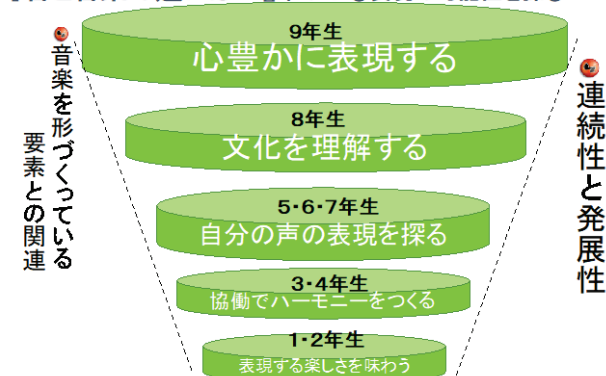 9年生
心豊かに表現する
8年生
文化を理解する
5・6・7年生
自分の声の表現を探る
3・4年生
協働でハーモニーをつくる
1・2年生
表現する楽しさを味わう
音楽を形づくっている
要素との関連
連続性と発展性